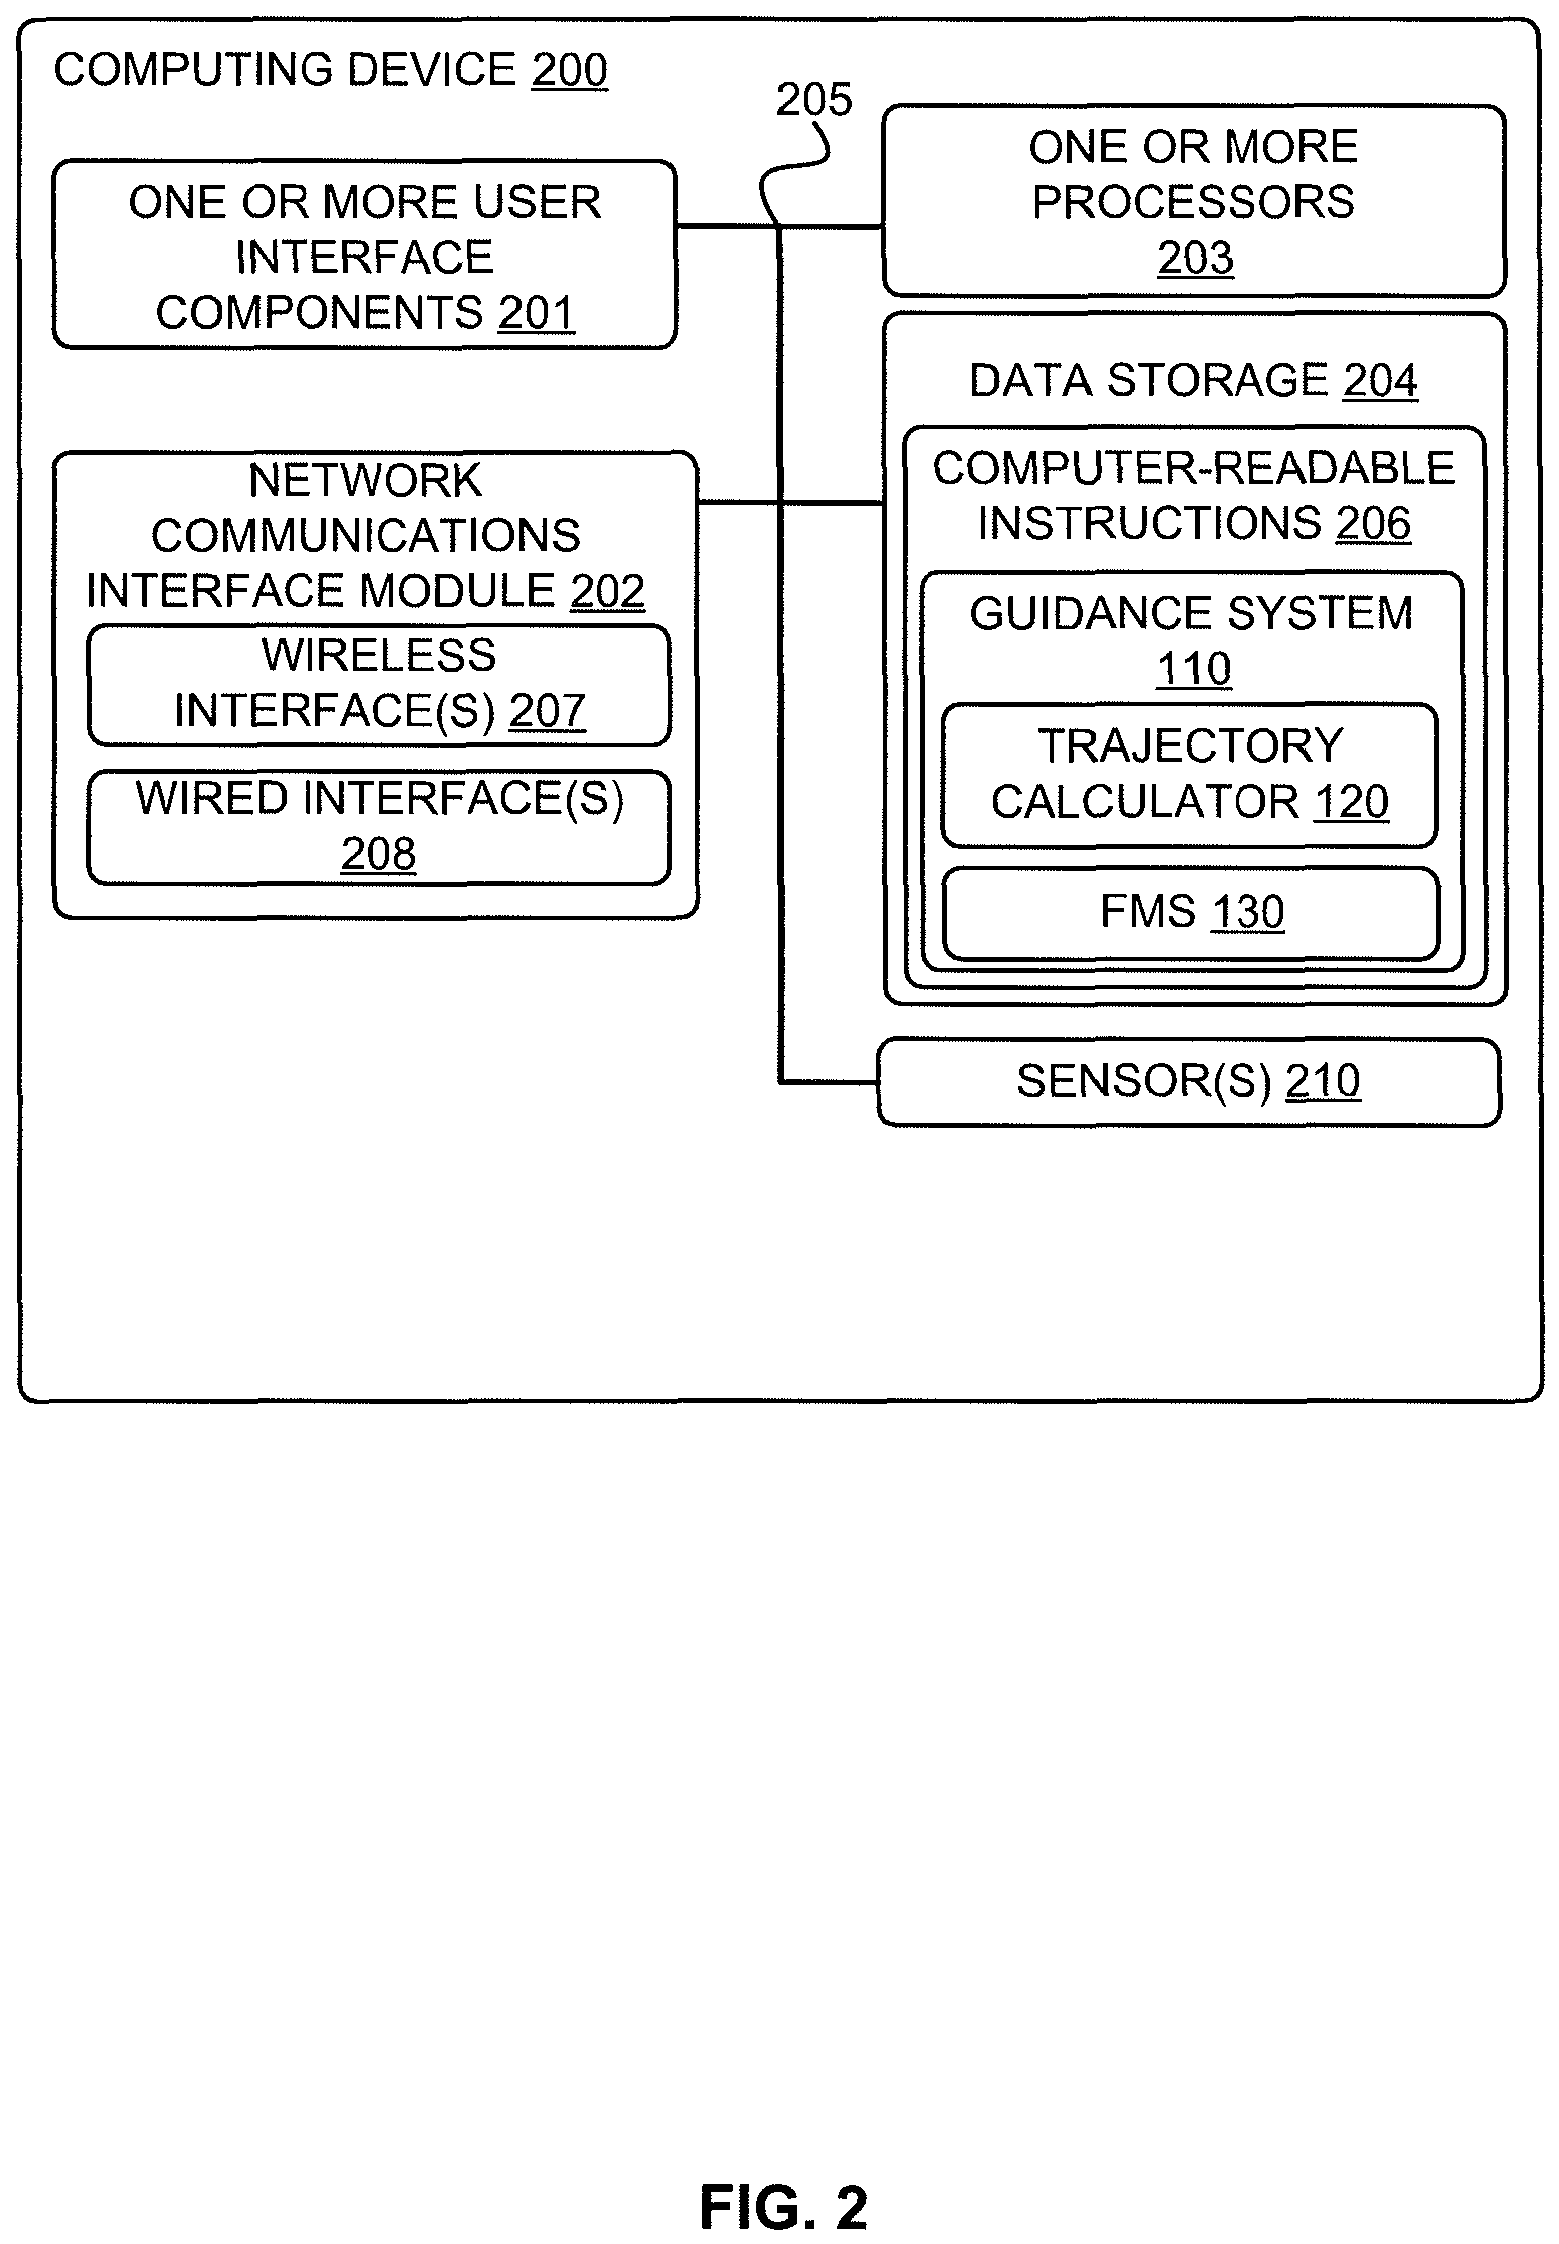 COMPUTING DEVICE 200
205
ONE OR MORE USER
INTERFACE
COMPONENTS 201
ONE OR MORE
PROCESSORS
203
NETWORK
COMMUNICATIONS
INTERFACE MODULE 202
WIRELESS
INTERFACE(S) 207
WIRED INTERFACE(S)
208
DATA STORAGE 204
COMPUTER-READABLE
INSTRUCTIONS 206
GUIDANCE SYSTEM
110
TRAJECTORY
CALCULATOR 120
FMS 130
SENSOR(S) 210
FIG. 2